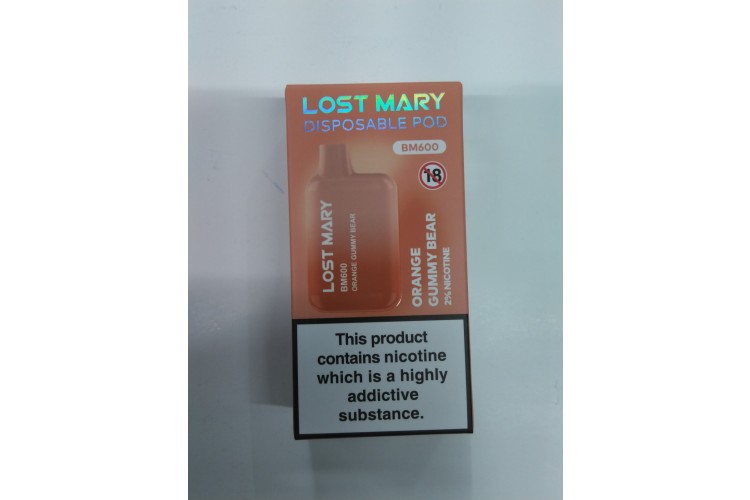 LOST MARY
DISPOSABLE POD
BM600
18
LOST MARY
BM600
ORANGE GUMMY BEAR
ORANGE
GUMMY BEAR
2% NICOTINE
This product
contains nicotine
which is a highly
addictive
substance.